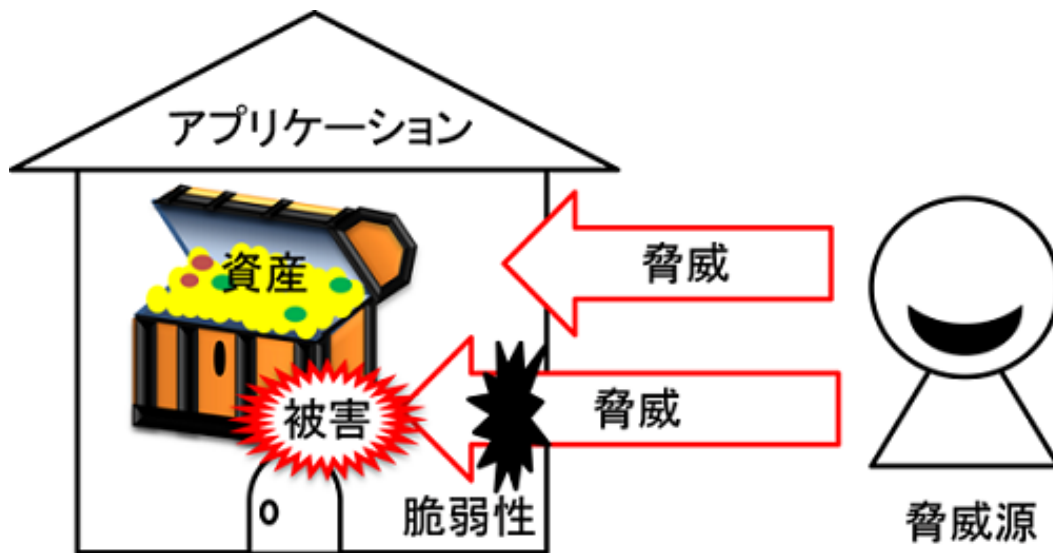 アプリケーション
資産
脅威
被害
脅威
脆弱性
脅威源